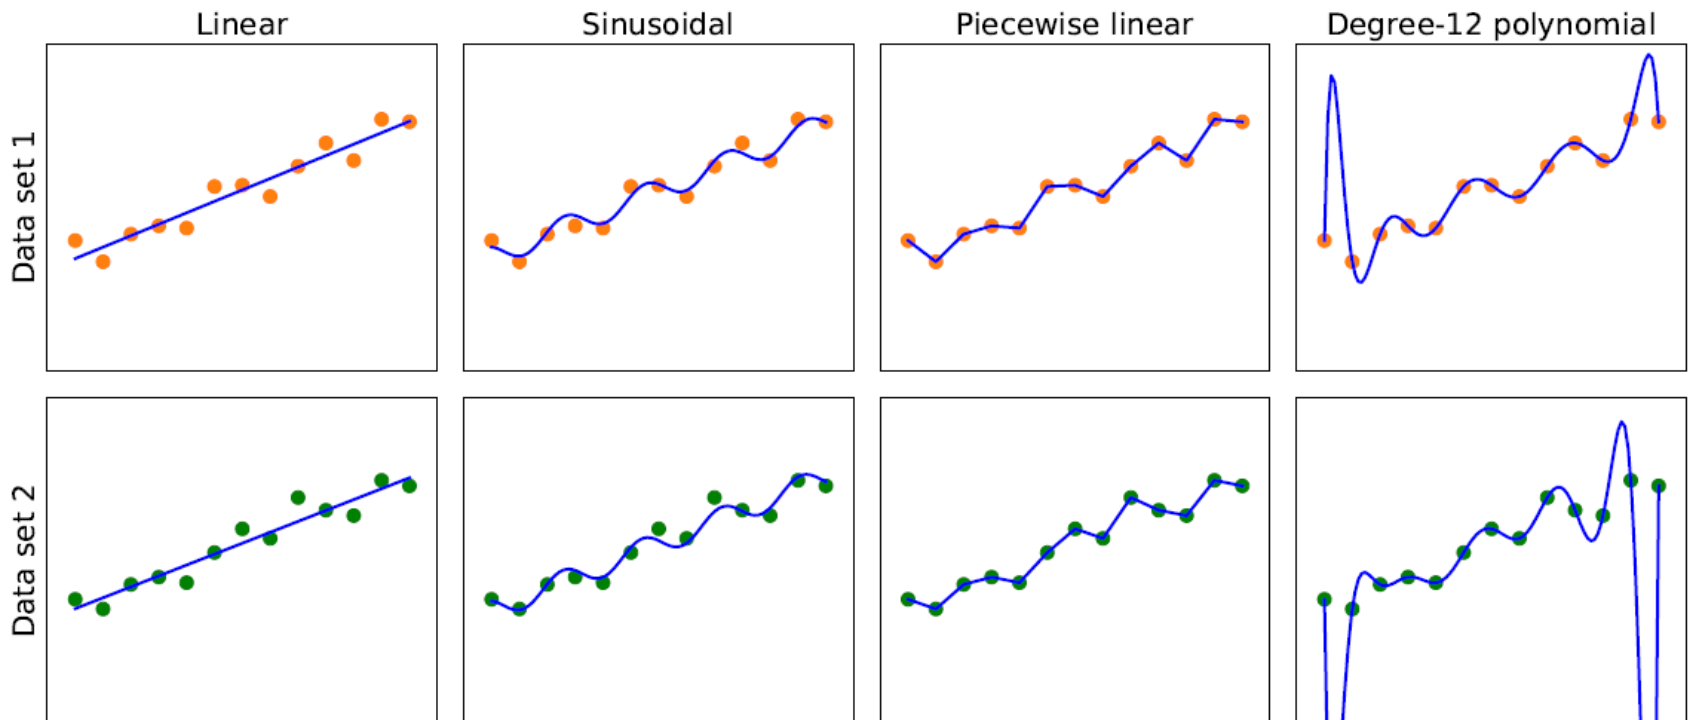 Linear
Sinusoidal
Piecewise linear
Degree-12 polynomial
Data set 1
Data set 2